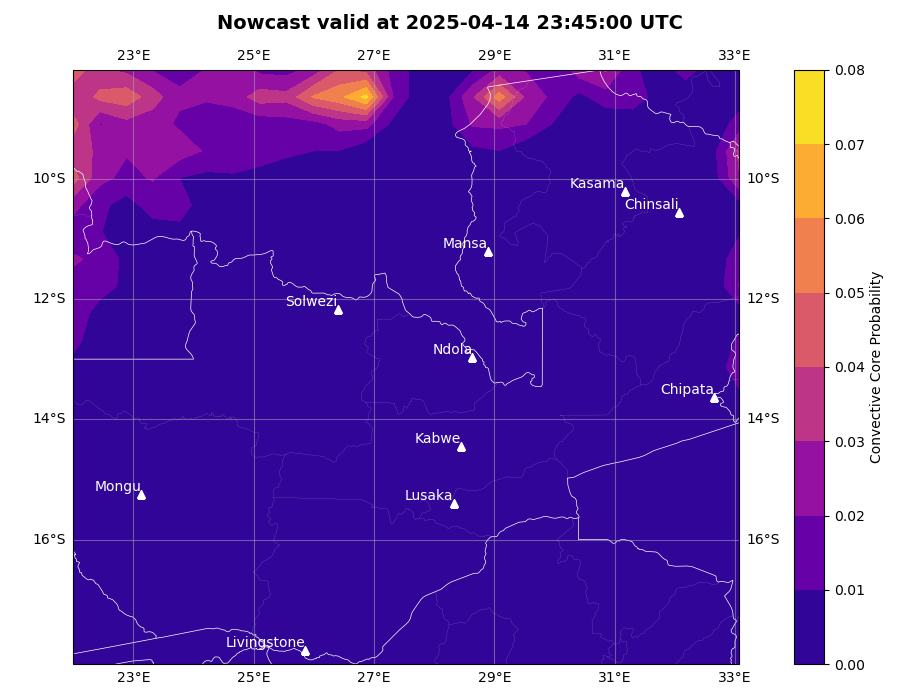 Nowcast valid at 2025-04-14 23:45:00 UTC
23°E 25°E 27°E 29°E 31°E 33°E
0.08
0.07
10°S
Kasama
Chinsali
0.06
Mansa
0.05
12°S 12°S
Solwezi
Ndola
0.04
Chipata
14°S 14°S
Kabwe
0.03
Mongu
Lusaka
0.02
16°S 16°S
0.01
Livingstone
0.00
10°S
Convective Core Probability
23°E 25°E 27°E 29°E 31°E 33°E